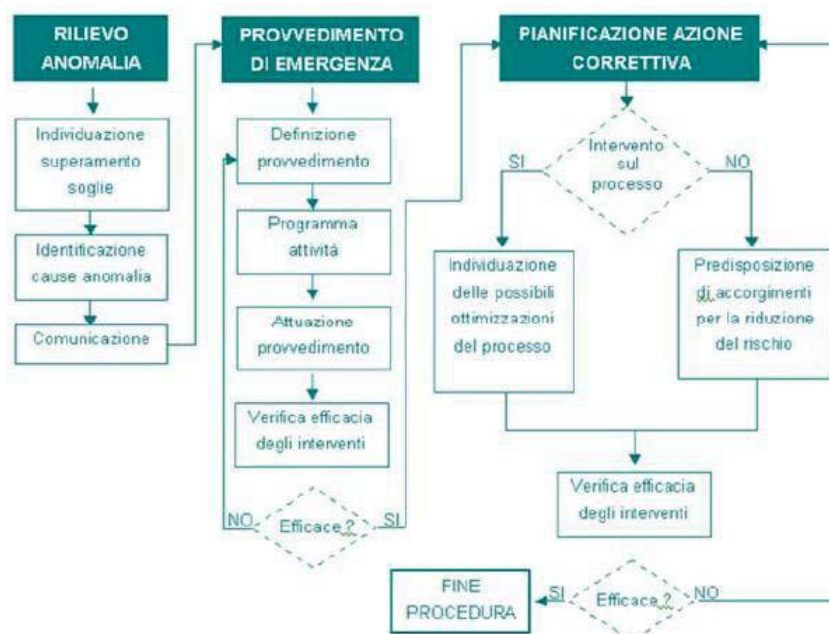 RILIEVO
ANOMALIA
Individuazione
superamento
soglie
Identificazione
cause anomalia
Comunicazione
PROVVEDIMENTO
DI EMERGENZA
Definizione
provvedimento
Programma
attività
Attuazione
provvedimento
Verifica efficacia
degli interventi
NO
Efficace ?
SI
PIANIFICAZIONE AZIONE
CORRETTIVA
SI
Intervento
sul
processo
NO
Individuazione
delle possibili
ottimizzazioni
del processo
Predisposizione
di accorgimenti
per la riduzione
del rischio
Verifica efficacia
degli interventi
FINE
PROCEDURA
SI
Efficace ?
NO